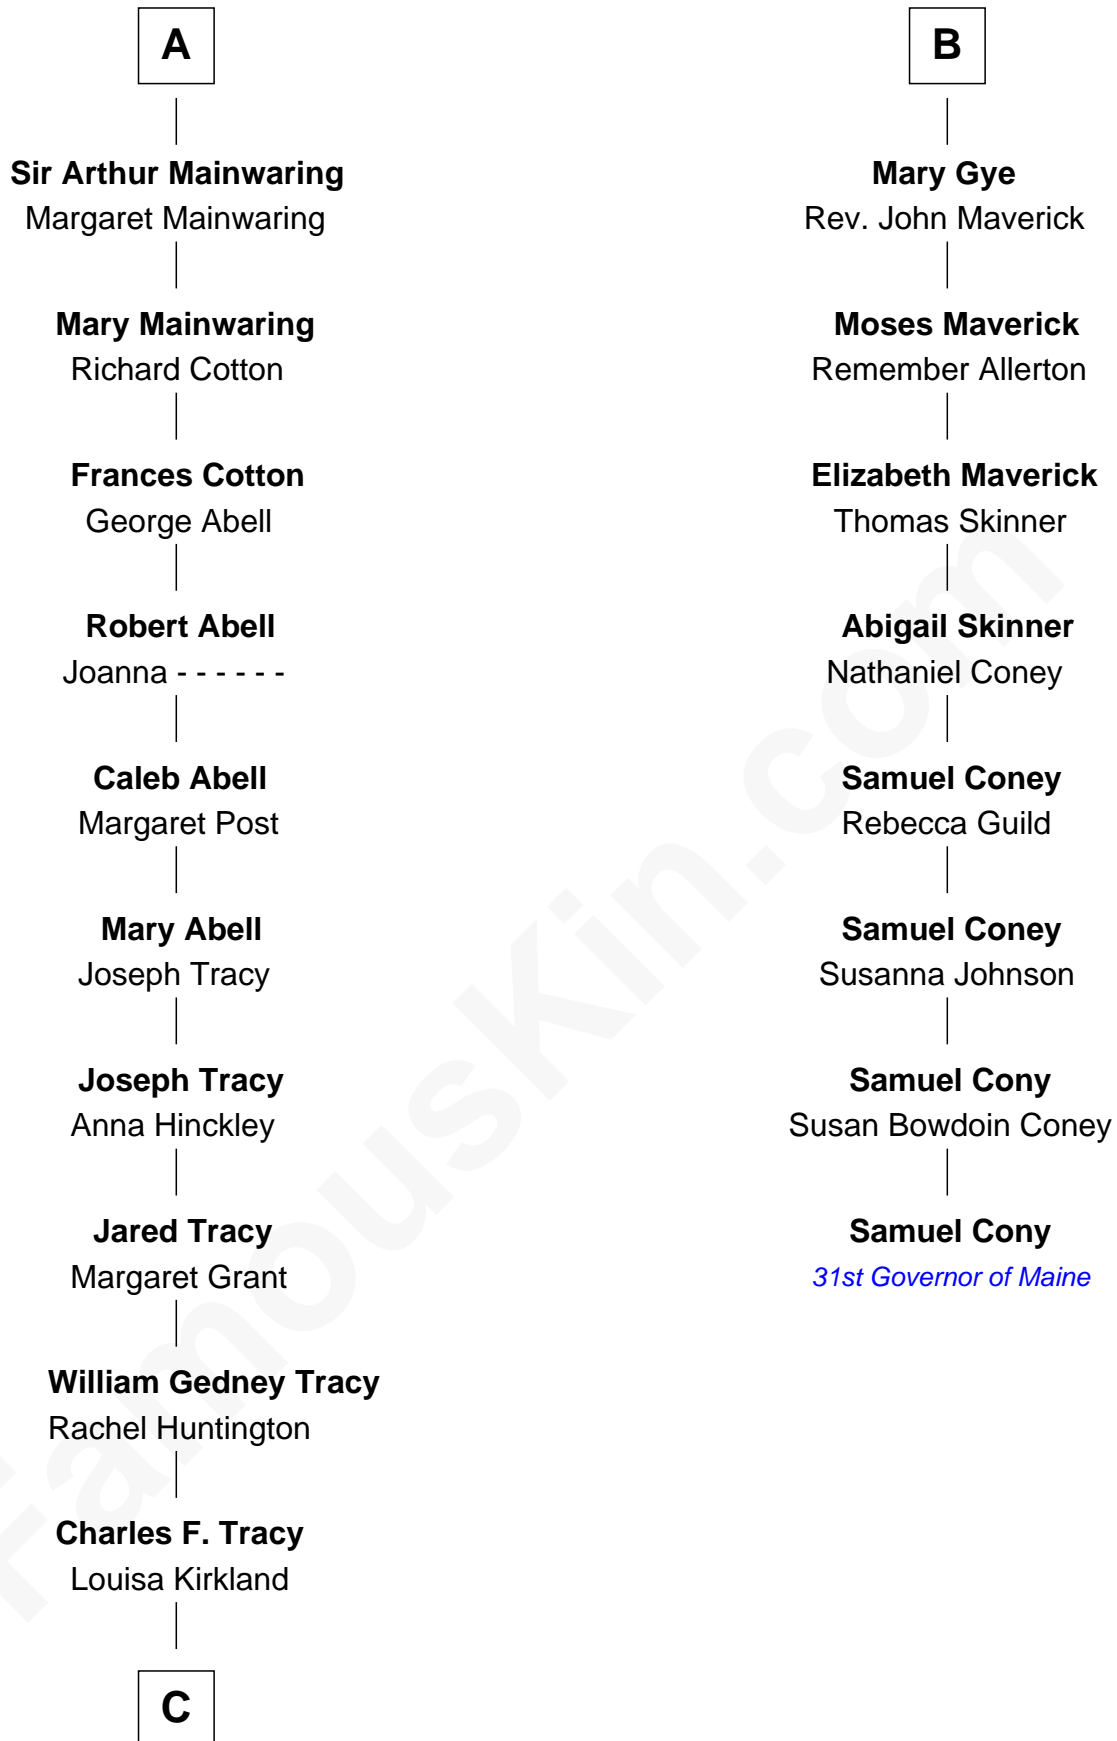 A
Sir Arthur Mainwaring
Margaret Mainwaring
Mary Mainwaring
Richard Cotton
Frances Cotton
George Abell
Robert Abell
Joanna - - - - - -
Caleb Abell
Margaret Post
Mary Abell
Joseph Tracy
Joseph Tracy
Anna Hinckley
Jared Tracy
Margaret Grant
William Gedney Tracy
Rachel Huntington
Charles F. Tracy
Louisa Kirkland
C
B
Mary Gye
Rev. John Maverick
Moses Maverick
Remember Allerton
Elizabeth Maverick
Thomas Skinner
Abigail Skinner
Nathaniel Coney
Samuel Coney
Rebecca Guild
Samuel Coney
Susanna Johnson
Samuel Cony
Susan Bowdoin Coney
Samuel Cony
31st Governor of Maine
FamousKin.com